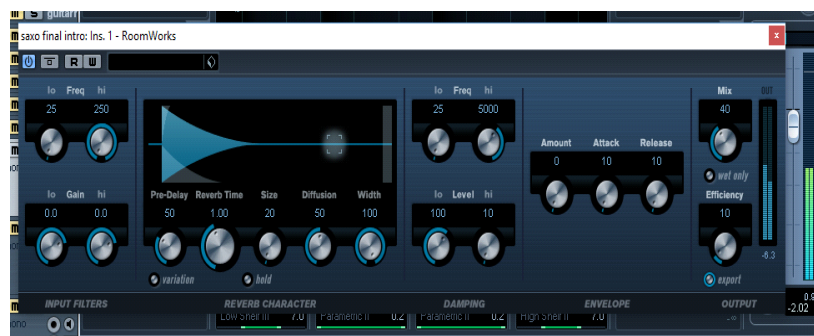 m S guitarr
saxo final intro: Ins. 1 - RoomWorks x
R W
lo Freq hi
25 250
lo Gain hi
0.0 0.0
INPUT FILTERS
Pre-Delay Reverb Time Size Diffusion Width
50 1.00 20 50 100
variation hold
REVERB CHARACTER
lo Freq hi
25 5000
lo Level hi
100 10
DAMPING
Amount Attack Release
0 10 10
ENVELOPE
Mix OUT
40
wet only
Efficiency
10
-6.3
export
OUTPUT
-2.02
Low Shelf II 7.0 Parametric II 0.2 Parametric II 0.2 High Shelf II 7.0